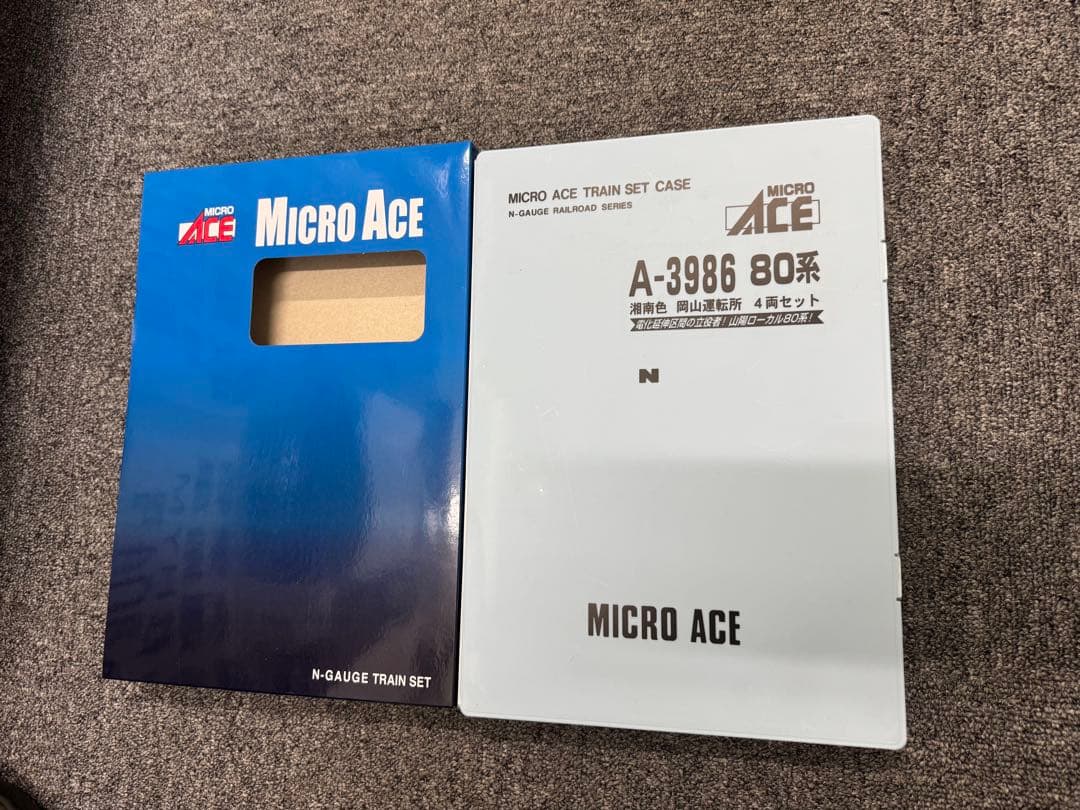 MICRO
ACE
MICRO ACE
N-GAUGE TRAIN SET
MICRO ACE TRAIN SET CASE
N-GAUGE RAILROAD SERIES
MICRO
ACE
A-3986 80系
湘南色 岡山運転所 4両セット
電化延伸区間の立役者!山陽ローカル80系!
N
MICRO ACE